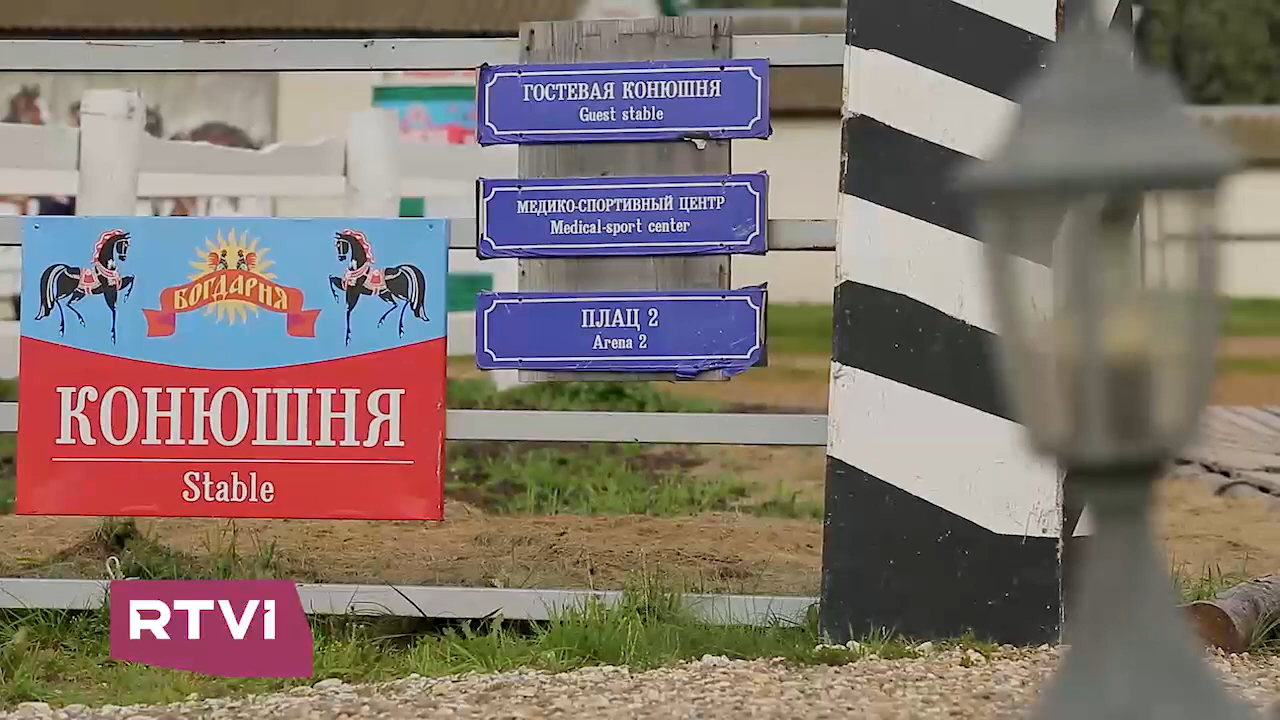 ГОСТЕВАЯ КОНЮШНЯ
Guest stable
МЕДИКО-СПОРТИВНЫЙ ЦЕНТР
Medical-sport center
ПЛАЦ 2
Arena 2
БОГДАРНЯ
КОНЮШНЯ
Stable
RTVi